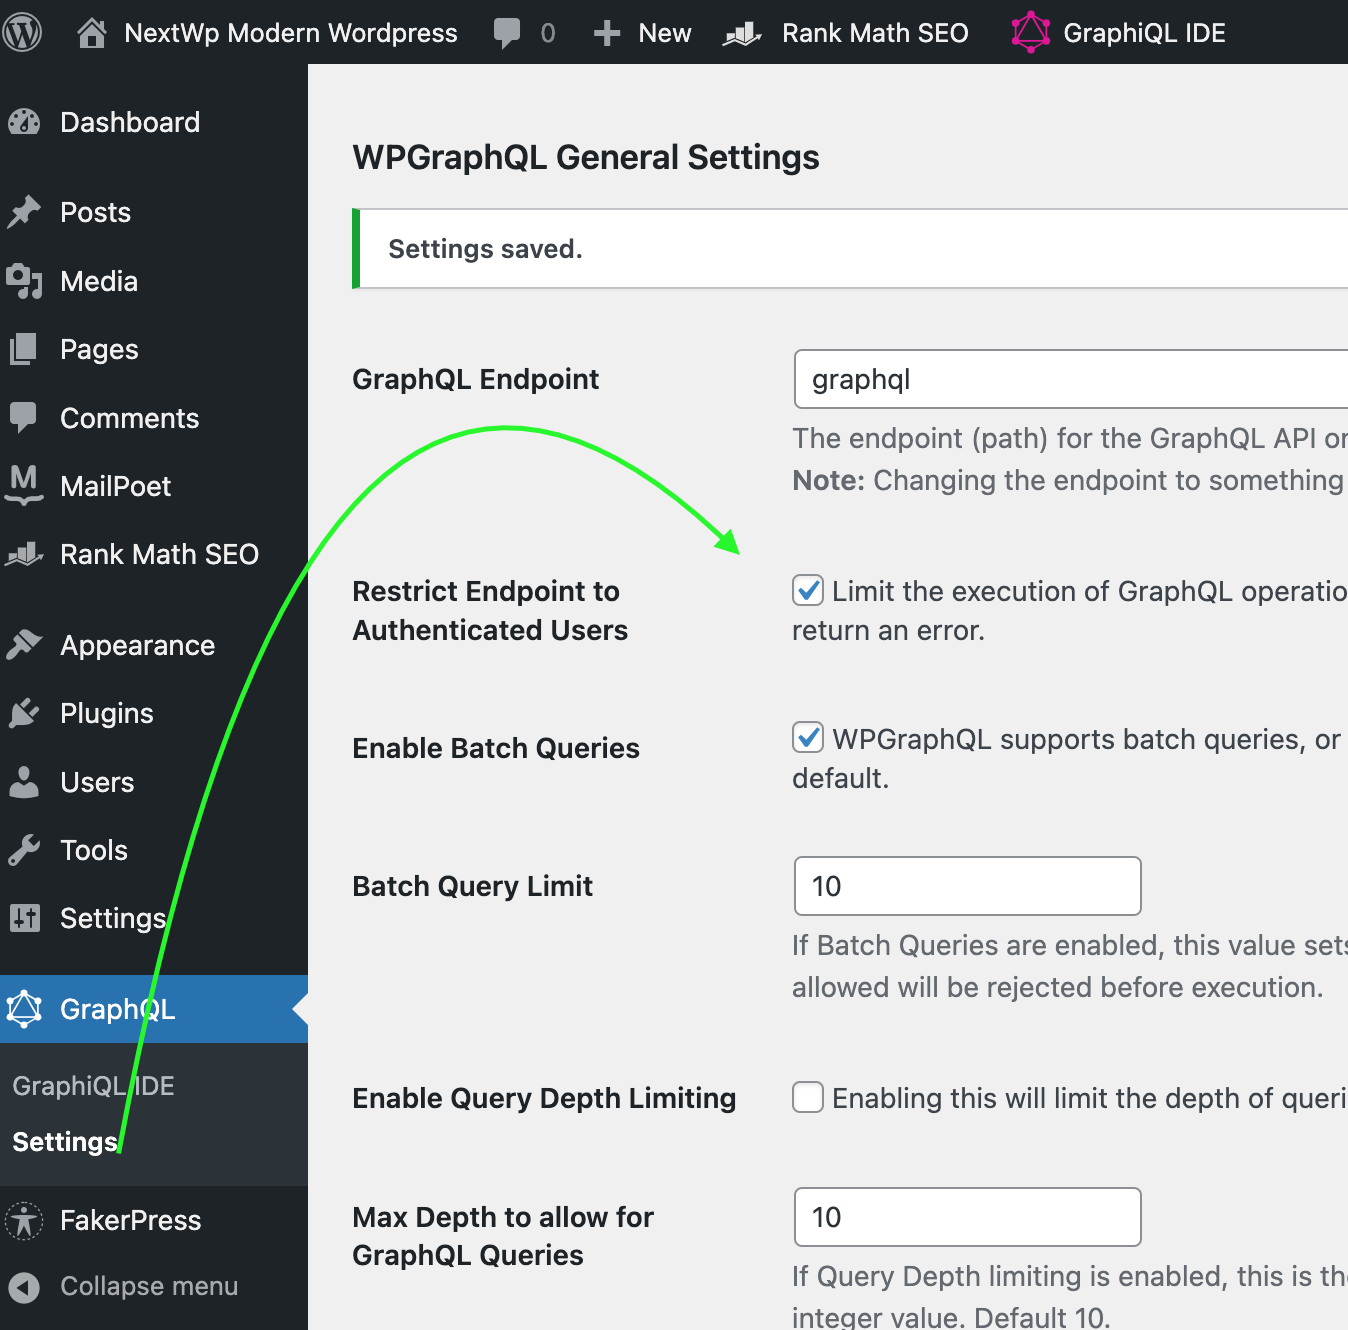 NextWp Modern Wordpress
0
New
Rank Math SEO
GraphiQL IDE
Dashboard
Posts
Media
Pages
Comments
MailPoet
Rank Math SEO
Appearance
Plugins
Users
Tools
Settings
GraphQL
GraphiQL IDE
Settings
FakerPress
Collapse menu
WPGraphQL General Settings
Settings saved.
GraphQL Endpoint
graphql
The endpoint (path) for the GraphQL API
Note: Changing the endpoint to something
Restrict Endpoint to
Authenticated Users
Limit the execution of GraphQL operatio
return an error.
Enable Batch Queries
WPGraphQL supports batch queries, or
default.
Batch Query Limit
10
If Batch Queries are enabled, this value sets
allowed will be rejected before execution.
Enable Query Depth Limiting
Enabling this will limit the depth of queri
Max Depth to allow for
GraphQL Queries
10
If Query Depth limiting is enabled, this is
integer value. Default 10.